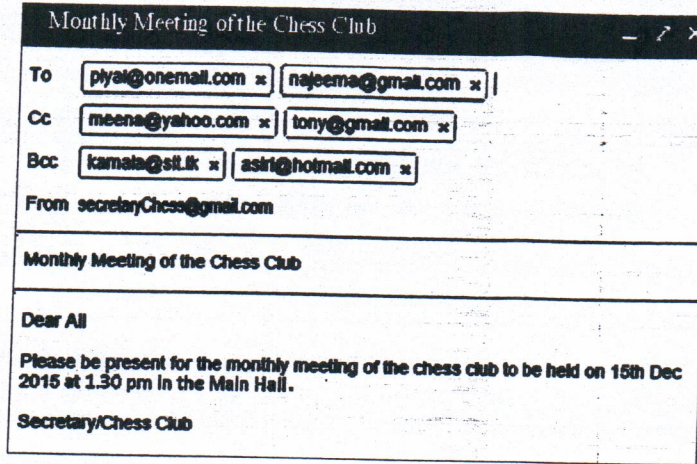 Monthly Meeting of the Chess Club
To piyal@onemail.com × najeema@gmail.com ×
Cc meena@yahoo.com × tony@gmail.com ×
Bcc kamala@stt.lk × asiri@hotmail.com ×
From secretaryChess@gmail.com
Monthly Meeting of the Chess Club
Dear All
Please be present for the monthly meeting of the chess club to be held on 15th Dec
2015 at 1.30 pm in the Main Hall.
Secretary/Chess Club